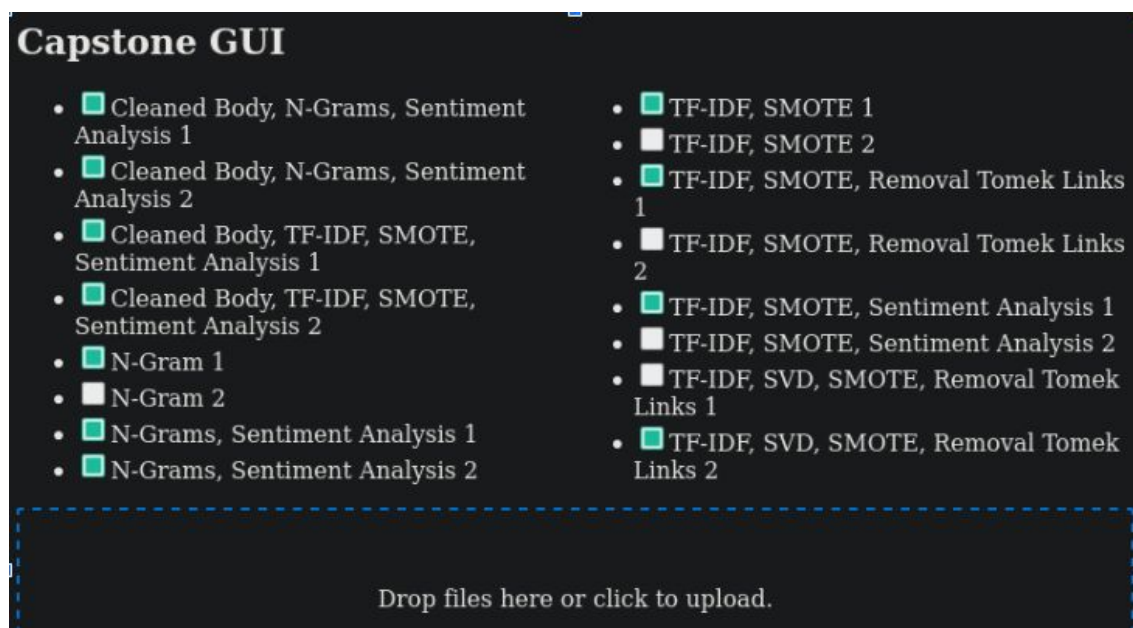 Capstone GUI
Cleaned Body, N-Grams, Sentiment
Analysis 1
Cleaned Body, N-Grams, Sentiment
Analysis 2
Cleaned Body, TF-IDF, SMOTE,
Sentiment Analysis 1
Cleaned Body, TF-IDF, SMOTE,
Sentiment Analysis 2
N-Gram 1
N-Gram 2
N-Grams, Sentiment Analysis 1
N-Grams, Sentiment Analysis 2
TF-IDF, SMOTE 1
TF-IDF, SMOTE 2
TF-IDF, SMOTE, Removal Tomek Links
1
TF-IDF, SMOTE, Removal Tomek Links
2
TF-IDF, SMOTE, Sentiment Analysis 1
TF-IDF, SMOTE, Sentiment Analysis 2
TF-IDF, SVD, SMOTE, Removal Tomek
Links 1
TF-IDF, SVD, SMOTE, Removal Tomek
Links 2
Drop files here or click to upload.